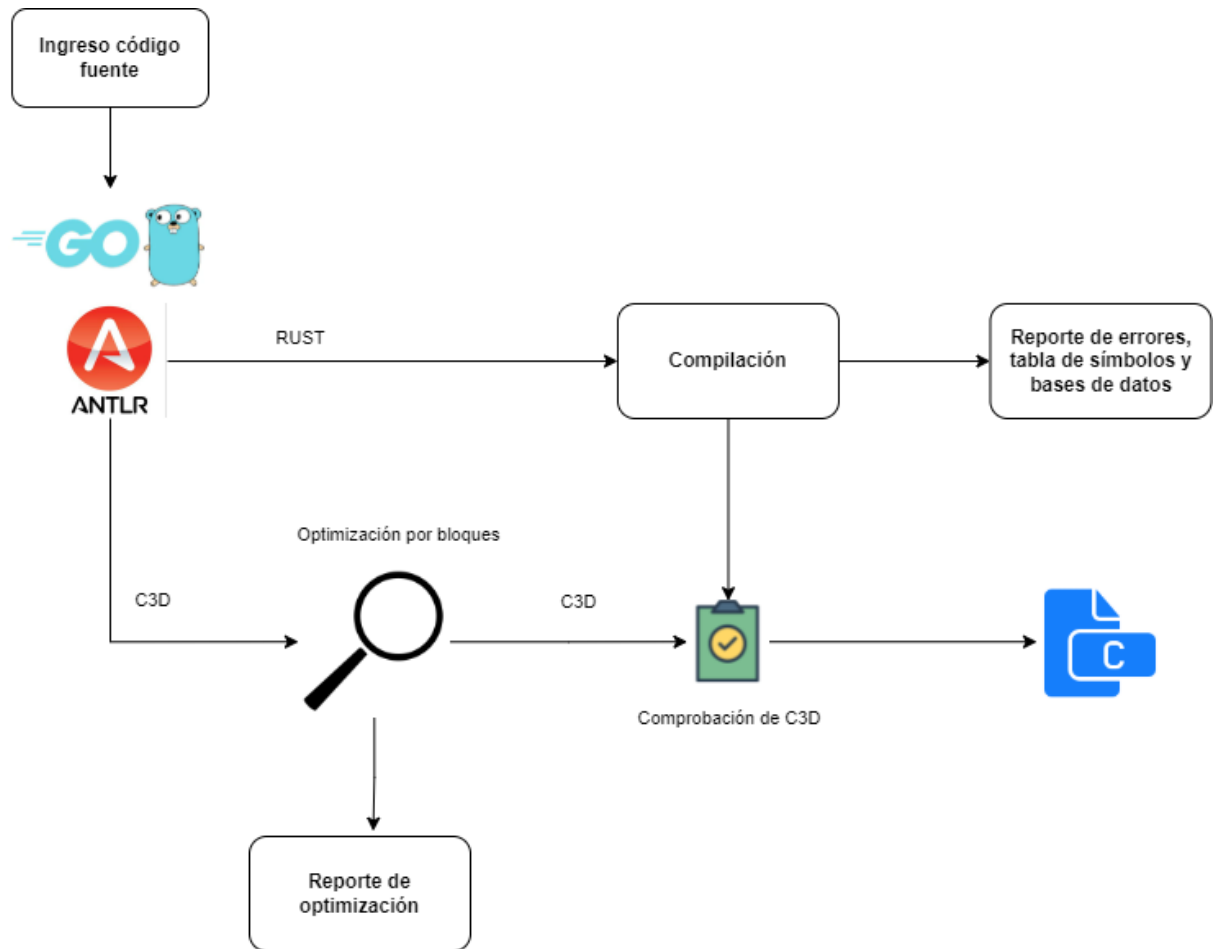 Ingreso código
fuente
GO
ANTLR
RUST
Compilación
Reporte de errores,
tabla de símbolos y
bases de datos
Optimización por bloques
C3D
C3D
C
Comprobación de C3D
Reporte de
optimización